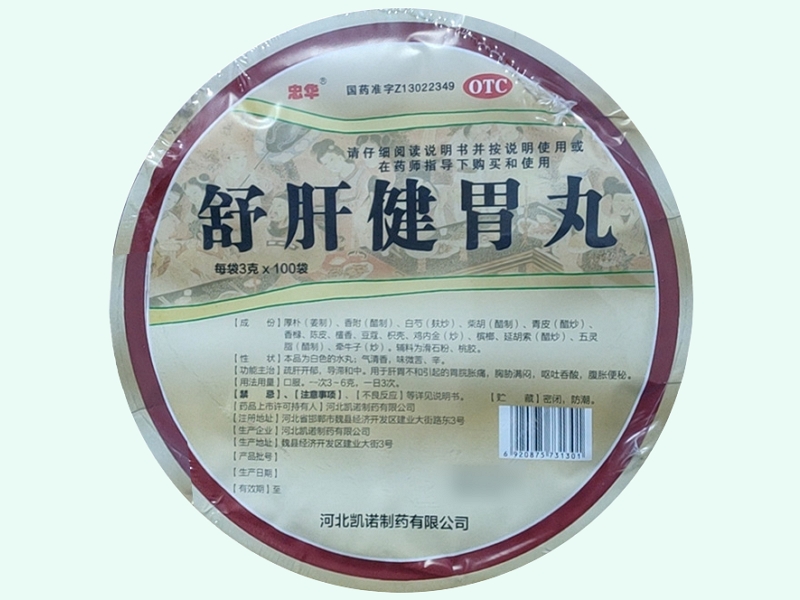 忠华®
国药准字Z13022349
OTC
请仔细阅读说明书并按说明使用或
在药师指导下购买和使用
舒肝健胃丸
每袋3克×100袋
【成　份】厚朴（姜制）、香附（醋制）、白芍（麸炒）、柴胡（醋制）、青皮（醋炒）、
香橼、陈皮、檀香、豆蔻、枳壳、鸡内金（炒）、槟榔、延胡索（醋炒）、五灵
脂（醋制）、牵牛子（炒）。辅料为滑石粉、桃胶。
【性　状】本品为白色的水丸；气清香，味微苦、辛。
【功能主治】疏肝开郁，导滞和中。用于肝胃不和引起的胃脘胀痛，胸胁满闷，呕吐吞酸，腹胀便秘。
【用法用量】口服。一次3-6克，一日3次。
【禁　忌】、【注意事项】、【不良反应】等详见说明书。
【贮　藏】密闭，防潮。
【药品上市许可持有人】河北凯诺制药有限公司
【注册地址】河北省邯郸市魏县经济开发区建业大街路东3号
【生产企业】河北凯诺制药有限公司
【生产地址】魏县经济开发区建业大街3号
【产品批号】
【生产日期】
【有效期】至
6 920875 731301
河北凯诺制药有限公司